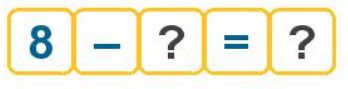 8 – ? = ?